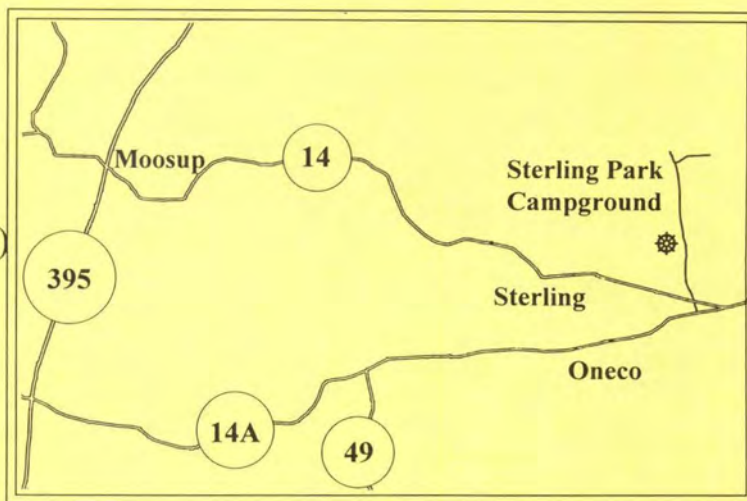 Moosup
14
Sterling Park
Campground
395
Sterling
Oneco
14A
49